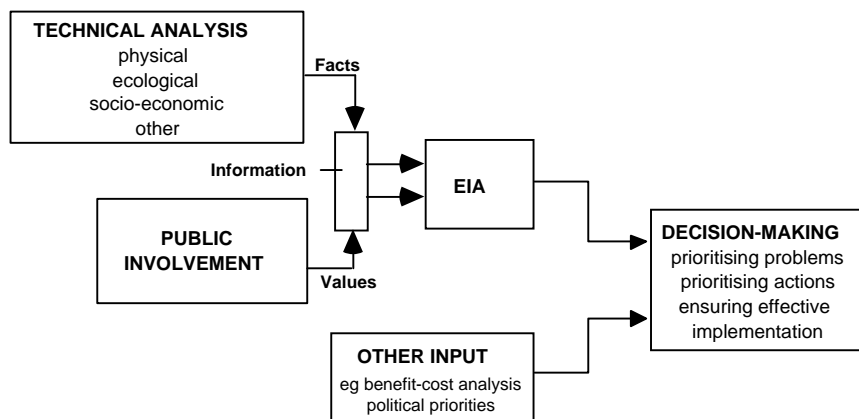 TECHNICAL ANALYSIS
physical
ecological
socio-economic
other
Facts
Information
EIA
PUBLIC
INVOLVEMENT
Values
DECISION-MAKING
prioritising problems
prioritising actions
ensuring effective
implementation
OTHER INPUT
eg benefit-cost analysis
political priorities